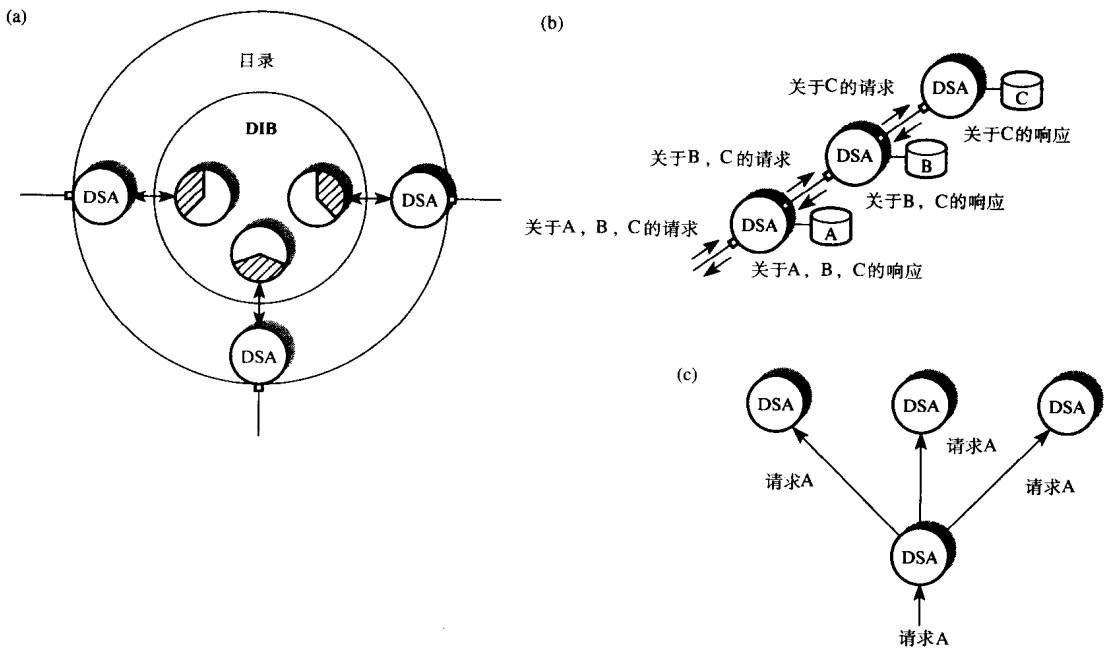 (a)
目录
DIB
DSA
DSA
DSA
(b)
DSA
C
关于C的请求
关于C的响应
DSA
B
关于B，C的请求
关于B，C的响应
DSA
A
关于A，B，C的请求
关于A，B，C的响应
(c)
DSA
DSA
DSA
请求A
请求A
请求A
DSA
请求A